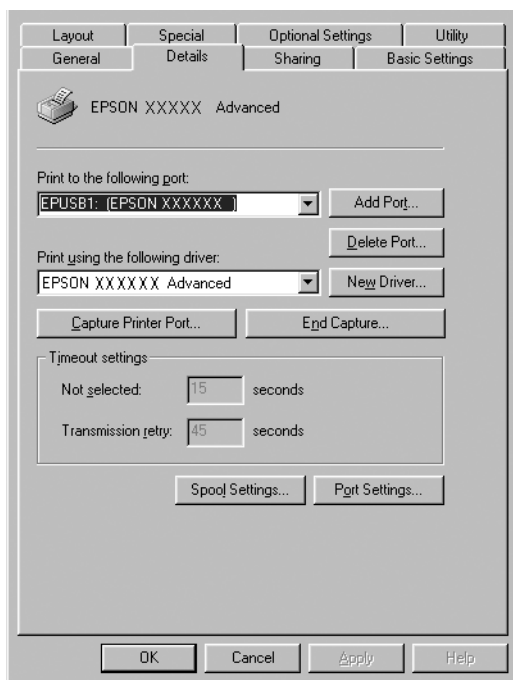 Layout Special Optional Settings Utility
General Details Sharing Basic Settings
EPSON XXXXX Advanced
Print to the following port:
EPUSB1: (EPSON XXXXXX ) Add Port...
Delete Port...
Print using the following driver:
EPSON XXXXXX Advanced New Driver...
Capture Printer Port... End Capture...
Timeout settings
Not selected: 15 seconds
Transmission retry: 45 seconds
Spool Settings... Port Settings...
OK Cancel Apply Help